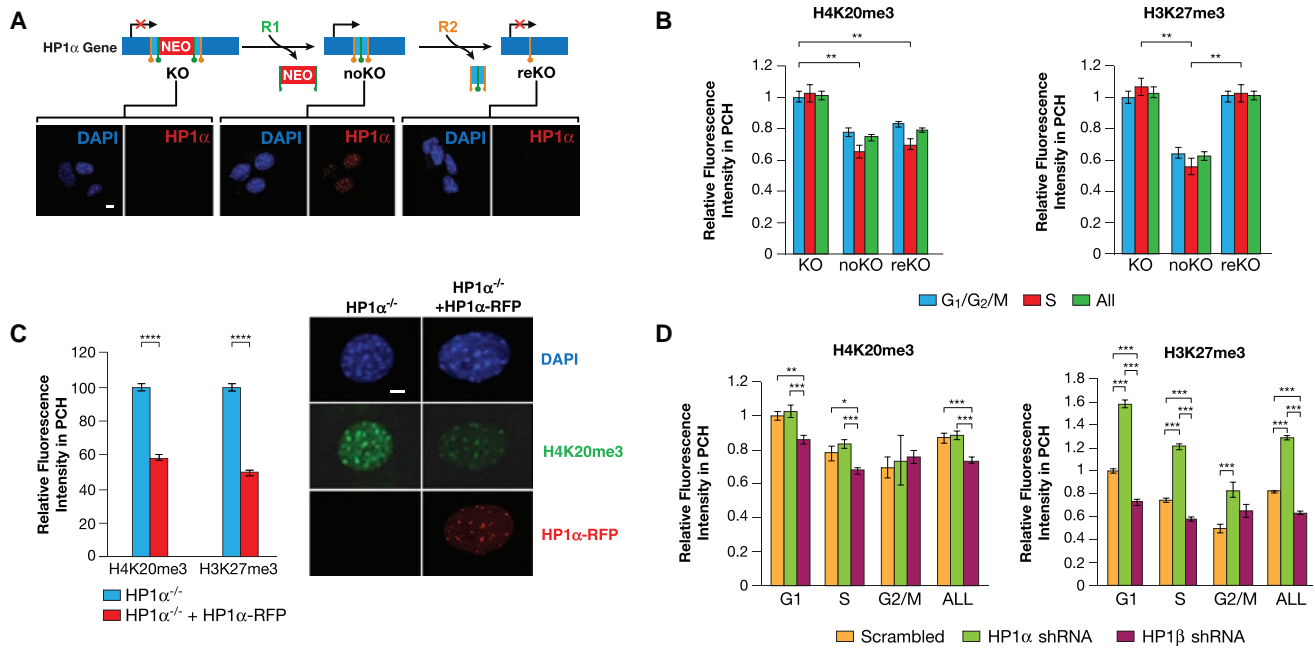 A
HP1α Gene
NEO
KO
R1
NEO
noKO
R2
reKO
DAPI
HP1α
DAPI
HP1α
DAPI
HP1α
B
H4K20me3
Relative Fluorescence
Intensity in PCH
1.2
1
0.8
0.6
0.4
0.2
0
**
**
KO
noKO
reKO
H3K27me3
Relative Fluorescence
Intensity in PCH
1.2
1
0.8
0.6
0.4
0.2
0
**
**
KO
noKO
reKO
G1/G2/M
S
All
C
Relative Fluorescence
Intensity in PCH
120
100
80
60
40
20
0
****
****
H4K20me3
H3K27me3
HP1α-/-
HP1α-/- + HP1α-RFP
HP1α-/-
HP1α-/-
+HP1α-RFP
DAPI
H4K20me3
HP1α-RFP
D
H4K20me3
Relative Fluorescence
Intensity in PCH
1.2
1
0.8
0.6
0.4
0.2
0
**
***
*
***
***
***
G1
S
G2/M
ALL
H3K27me3
Relative Fluorescence
Intensity in PCH
1.8
1.6
1.4
1.2
1
0.8
0.6
0.4
0.2
0
***
***
***
***
***
***
***
***
***
***
G1
S
G2/M
ALL
Scrambled
HP1α shRNA
HP1β shRNA